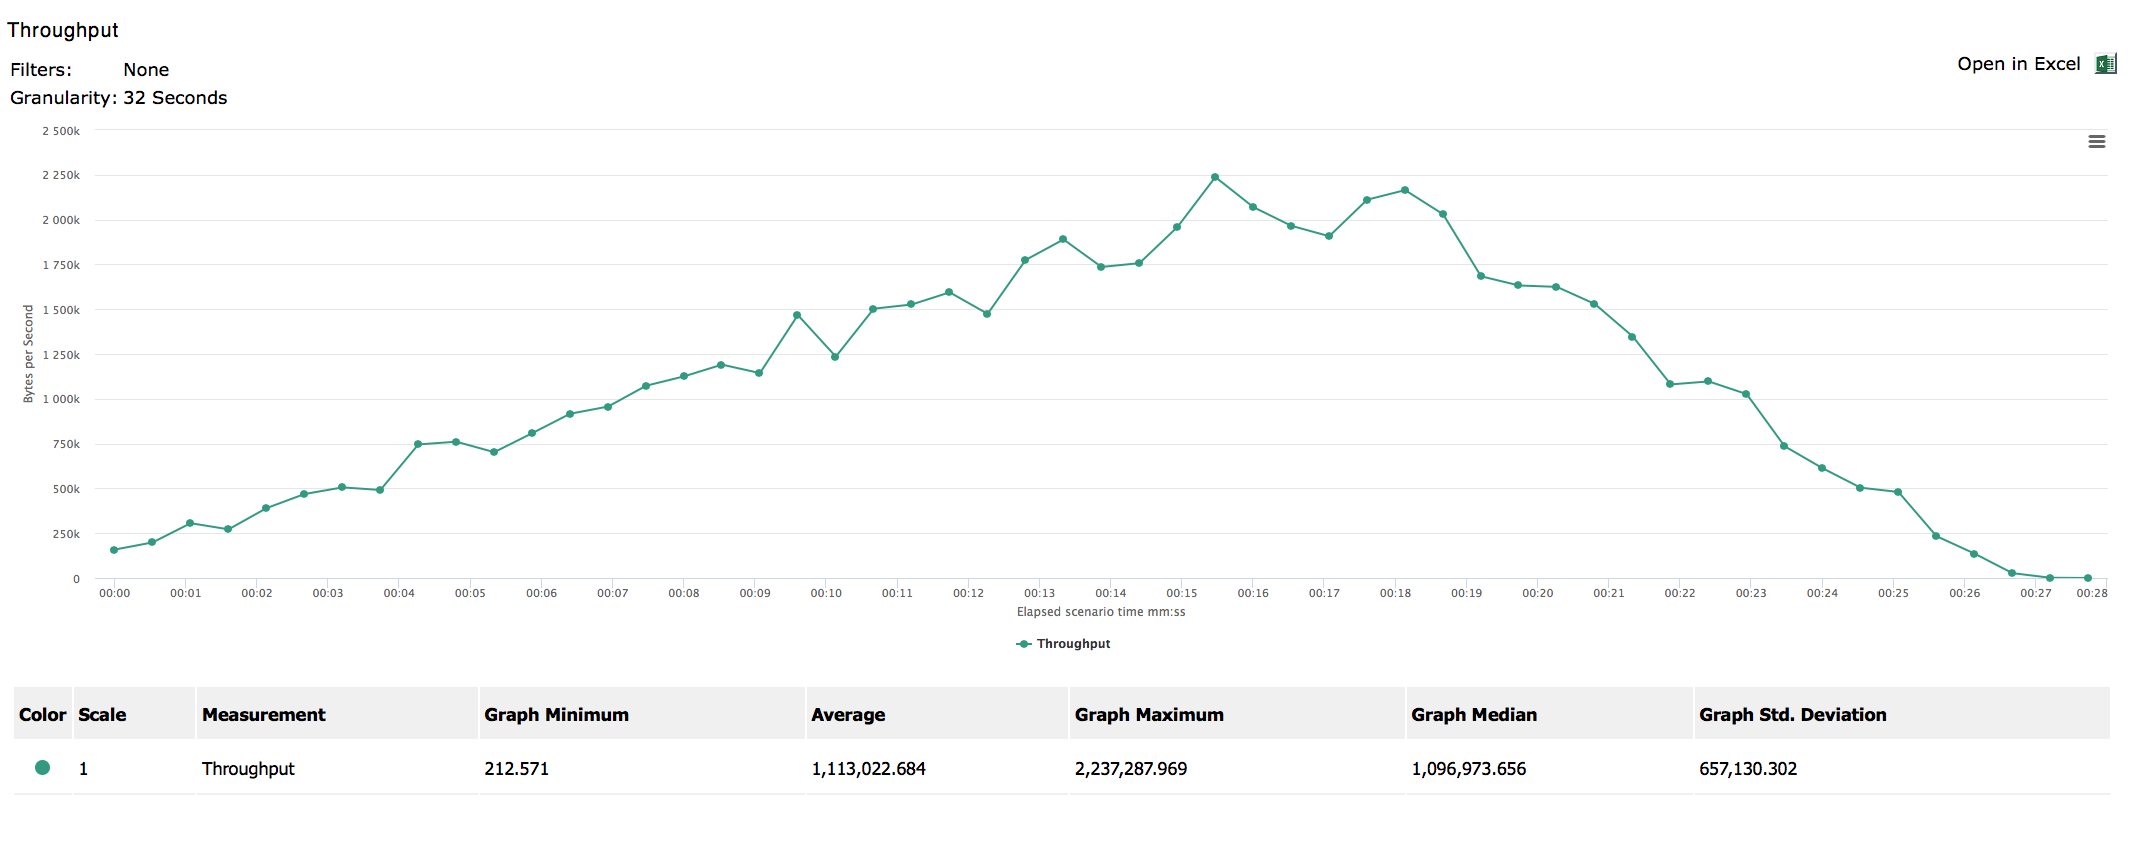 Throughput
Filters: None
Open in Excel
Granularity: 32 Seconds
2 500k
2 250k
2 000k
1 750k
1 500k
1 250k
1 000k
750k
500k
250k
0
Bytes per Second
00:00 00:01 00:02 00:03 00:04 00:05 00:06 00:07 00:08 00:09 00:10 00:11 00:12 00:13 00:14 00:15 00:16 00:17 00:18 00:19 00:20 00:21 00:22 00:23 00:24 00:25 00:26 00:27 00:28
Elapsed scenario time mm:ss
Throughput
Color Scale Measurement Graph Minimum Average Graph Maximum Graph Median Graph Std. Deviation
1 Throughput 212.571 1,113,022.684 2,237,287.969 1,096,973.656 657,130.302